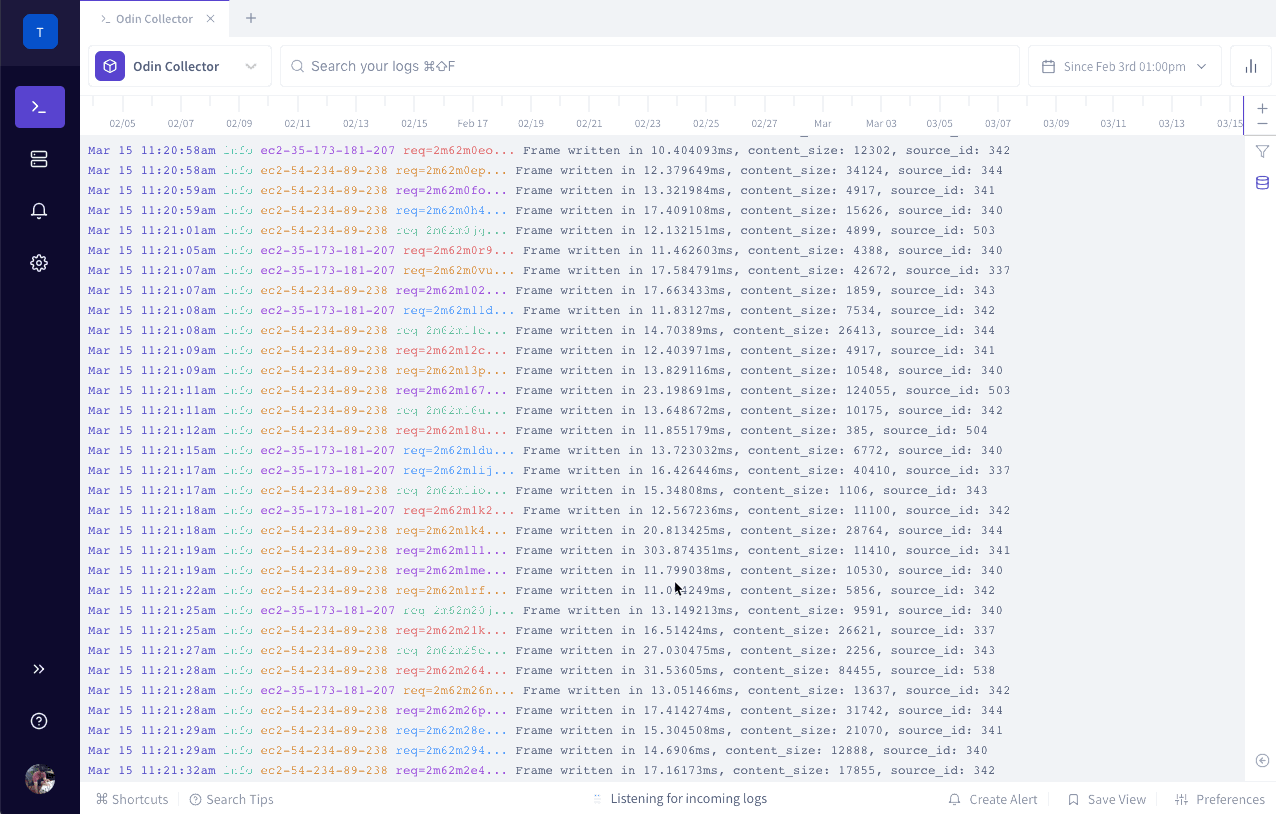 T
Odin Collector
Odin Collector
Search your logs ⌘⇧F
Since Feb 3rd 01:00pm
02/05 02/07 02/09 02/11 02/13 02/15 Feb 17 02/19 02/21 02/23 02/25 02/27 Mar Mar 03 03/05 03/07 03/09 03/11 03/13 03/15
Mar 15 11:20:58am info ec2-35-173-181-207 req=2m62m0eo... Frame written in 10.404093ms, content_size: 12302, source_id: 342
Mar 15 11:20:58am info ec2-54-234-89-238 req=2m62m0ep... Frame written in 12.379649ms, content_size: 34124, source_id: 344
Mar 15 11:20:59am info ec2-54-234-89-238 req=2m62m0fo... Frame written in 13.321984ms, content_size: 4917, source_id: 341
Mar 15 11:20:59am info ec2-54-234-89-238 req=2m62m0h4... Frame written in 17.409108ms, content_size: 15626, source_id: 340
Mar 15 11:21:01am info ec2-54-234-89-238 Frame written in 12.132151ms, content_size: 4899, source_id: 503
Mar 15 11:21:05am info ec2-35-173-181-207 req=2m62m0r9... Frame written in 11.462603ms, content_size: 4388, source_id: 340
Mar 15 11:21:07am info ec2-35-173-181-207 req=2m62m0vu... Frame written in 17.584791ms, content_size: 42672, source_id: 337
Mar 15 11:21:07am info ec2-54-234-89-238 req=2m62m102... Frame written in 17.663433ms, content_size: 1859, source_id: 343
Mar 15 11:21:08am info ec2-35-173-181-207 req=2m62m11d... Frame written in 11.83127ms, content_size: 7534, source_id: 342
Mar 15 11:21:08am info ec2-54-234-89-238 Frame written in 14.70389ms, content_size: 26413, source_id: 344
Mar 15 11:21:09am info ec2-54-234-89-238 req=2m62m12c... Frame written in 12.403971ms, content_size: 4917, source_id: 341
Mar 15 11:21:09am info ec2-54-234-89-238 req=2m62m13p... Frame written in 13.829116ms, content_size: 10548, source_id: 340
Mar 15 11:21:11am info ec2-54-234-89-238 req=2m62m167... Frame written in 23.198691ms, content_size: 124055, source_id: 503
Mar 15 11:21:11am info ec2-54-234-89-238 req=2m62m16u... Frame written in 13.648672ms, content_size: 10175, source_id: 342
Mar 15 11:21:12am info ec2-54-234-89-238 req=2m62m18u... Frame written in 11.855179ms, content_size: 385, source_id: 504
Mar 15 11:21:15am info ec2-35-173-181-207 req=2m62m1du... Frame written in 13.723032ms, content_size: 6772, source_id: 340
Mar 15 11:21:17am info ec2-35-173-181-207 req=2m62m1ij... Frame written in 16.426446ms, content_size: 40410, source_id: 337
Mar 15 11:21:17am info ec2-54-234-89-238 Frame written in 15.34808ms, content_size: 1106, source_id: 343
Mar 15 11:21:18am info ec2-35-173-181-207 req=2m62m1k2... Frame written in 12.567236ms, content_size: 11100, source_id: 342
Mar 15 11:21:18am info ec2-54-234-89-238 req=2m62m1k4... Frame written in 20.813425ms, content_size: 28764, source_id: 344
Mar 15 11:21:19am info ec2-54-234-89-238 req=2m62m1l1... Frame written in 303.874351ms, content_size: 11410, source_id: 341
Mar 15 11:21:19am info ec2-54-234-89-238 req=2m62m1me... Frame written in 11.799038ms, content_size: 10530, source_id: 340
Mar 15 11:21:22am info ec2-54-234-89-238 req=2m62m1rf... Frame written in content_size: 5856, source_id: 342
Mar 15 11:21:25am info ec2-35-173-181-207 req=2m62m20j... Frame written in 13.149213ms, content_size: 9591, source_id: 340
Mar 15 11:21:25am info ec2-54-234-89-238 req=2m62m21k... Frame written in 16.51424ms, content_size: 26621, source_id: 337
Mar 15 11:21:27am info ec2-54-234-89-238 Frame written in 27.030475ms, content_size: 2256, source_id: 343
Mar 15 11:21:28am info ec2-54-234-89-238 req=2m62m264... Frame written in 31.53605ms, content_size: 84455, source_id: 538
Mar 15 11:21:28am info ec2-35-173-181-207 req=2m62m26n... Frame written in 13.051466ms, content_size: 13637, source_id: 342
Mar 15 11:21:28am info ec2-54-234-89-238 req=2m62m26p... Frame written in 17.414274ms, content_size: 31742, source_id: 344
Mar 15 11:21:29am info ec2-54-234-89-238 req=2m62m28e... Frame written in 15.304508ms, content_size: 21070, source_id: 341
Mar 15 11:21:29am info ec2-54-234-89-238 req=2m62m294... Frame written in 14.6906ms, content_size: 12888, source_id: 340
Mar 15 11:21:32am info ec2-54-234-89-238 req=2m62m2e4... Frame written in 17.16173ms, content_size: 17855, source_id: 342
⌘ Shortcuts
Search Tips
Listening for incoming logs
Create Alert
Save View
Preferences